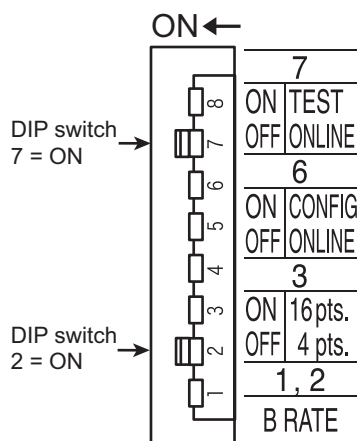 ON
DIP switch
7 = ON
DIP switch
2 = ON
8
7
6
5
4
3
2
1
7
ON TEST
OFF ONLINE
6
ON CONFIG
OFF ONLINE
3
ON 16 pts.
OFF 4 pts.
1, 2
B RATE